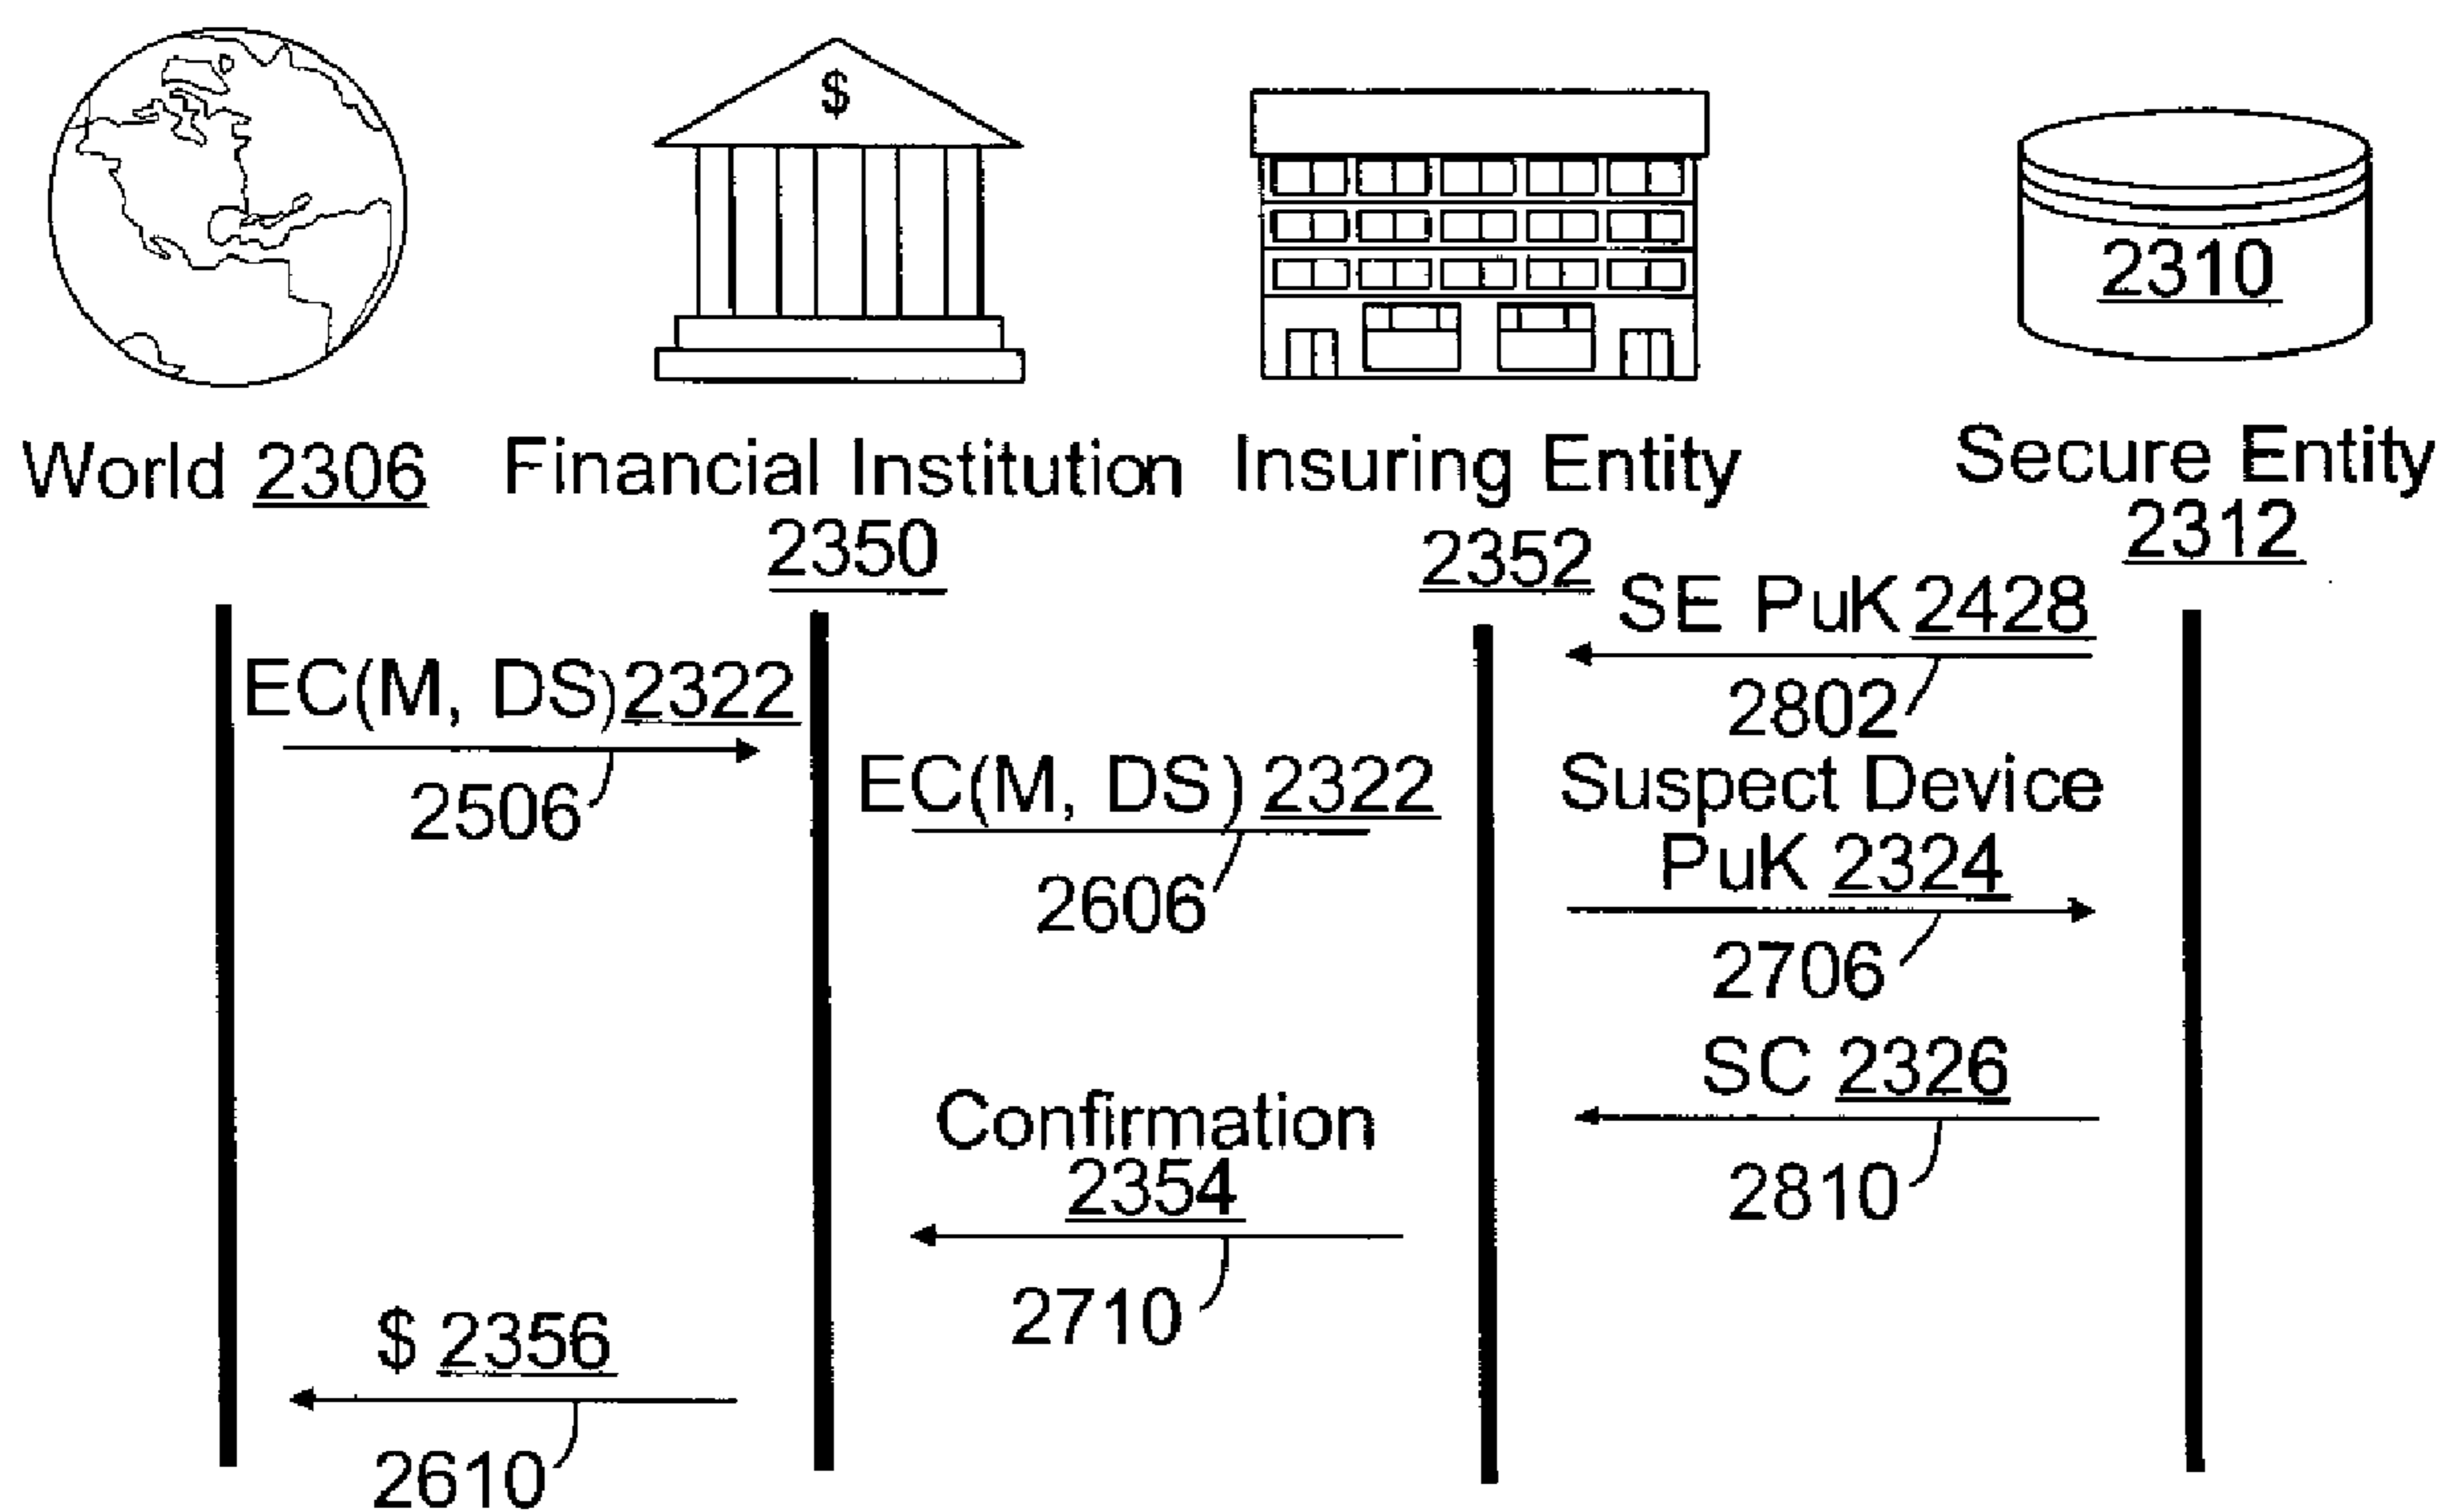 $
2310
World 2306
Financial Institution
2350
Insuring Entity
2352
Secure Entity
2312
SE PuK 2428
2802
EC(M, DS) 2322
2506
EC(M, DS) 2322
2606
Suspect Device
PuK 2324
2706
SC 2326
2810
Confirmation
2354
2710
$ 2356
2610